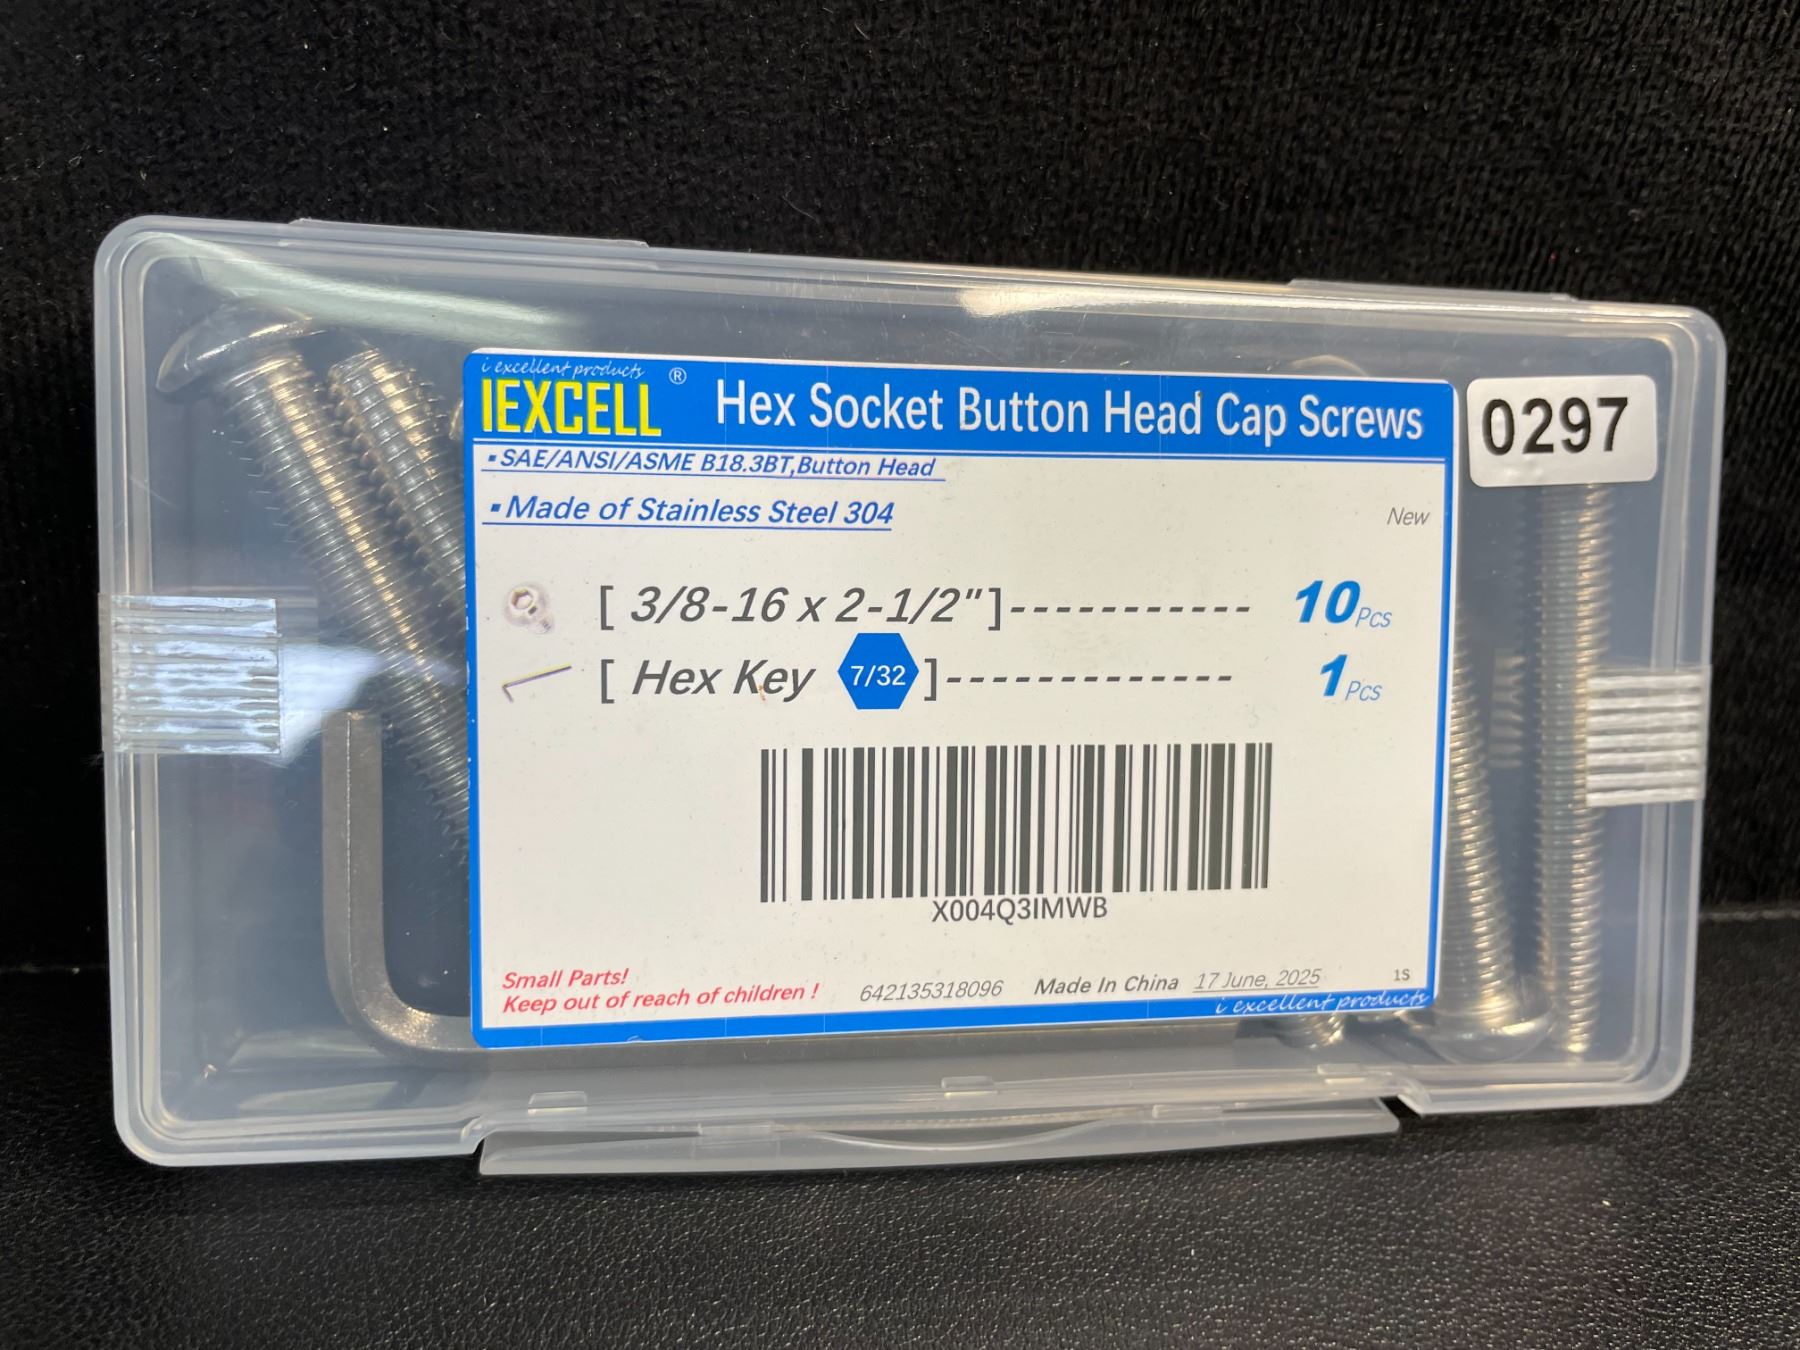 i excellent products
IEXCELL ® Hex Socket Button Head Cap Screws
0297
▪SAE/ANSI/ASME B18.3BT,Button Head
▪Made of Stainless Steel 304
New
[ 3/8-16 x 2-1/2"]----------- 10Pcs
[ Hex Key 7/32 ]------------- 1Pcs
X004Q3IMWB
Small Parts!
Keep out of reach of children !
642135318096 Made In China 17 June, 2025 1S
i excellent products